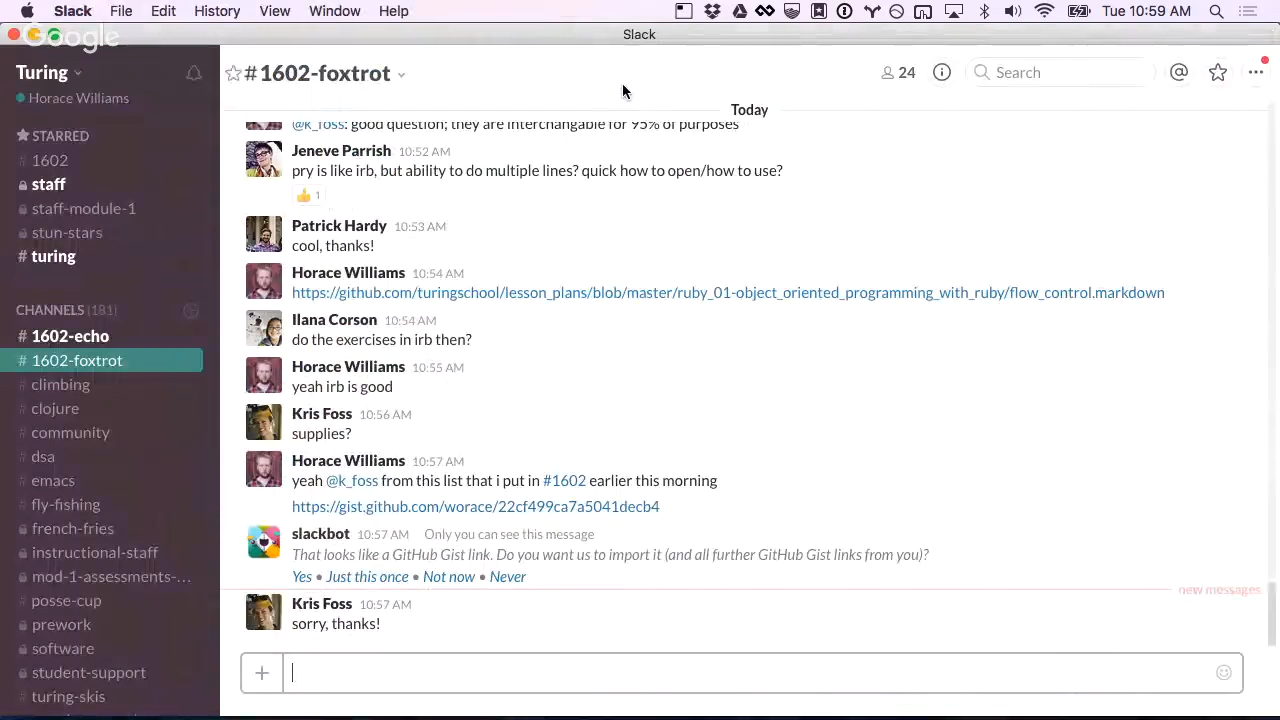 Slack File Edit History View Window Help Tue 10:59 AM
Google
Slack
Turing
Horace Williams
STARRED
# 1602
staff
staff-module-1
stun-stars
# turing
CHANNELS (181)
# 1602-echo
# 1602-foxtrot
# climbing
# clojure
# community
# dsa
# emacs
# fly-fishing
# french-fries
instructional-staff
mod-1-assessments-...
# posse-cup
prework
# software
student-support
# turing-skis
#1602-foxtrot
24
Search
Today
@k_foss: good question; they are interchangable for 95% of purposes
Jeneve Parrish 10:52 AM
pry is like irb, but ability to do multiple lines? quick how to open/how to use?
1
Patrick Hardy 10:53 AM
cool, thanks!
Horace Williams 10:54 AM
https://github.com/turingschool/lesson_plans/blob/master/ruby_01-object_oriented_programming_with_ruby/flow_control.markdown
Ilana Corson 10:54 AM
do the exercises in irb then?
Horace Williams 10:55 AM
yeah irb is good
Kris Foss 10:56 AM
supplies?
Horace Williams 10:57 AM
yeah @k_foss from this list that i put in #1602 earlier this morning
https://gist.github.com/worace/22cf499ca7a5041decb4
slackbot 10:57 AM Only you can see this message
That looks like a GitHub Gist link. Do you want us to import it (and all further GitHub Gist links from you)?
Yes • Just this once • Not now • Never
new messages
Kris Foss 10:57 AM
sorry, thanks!